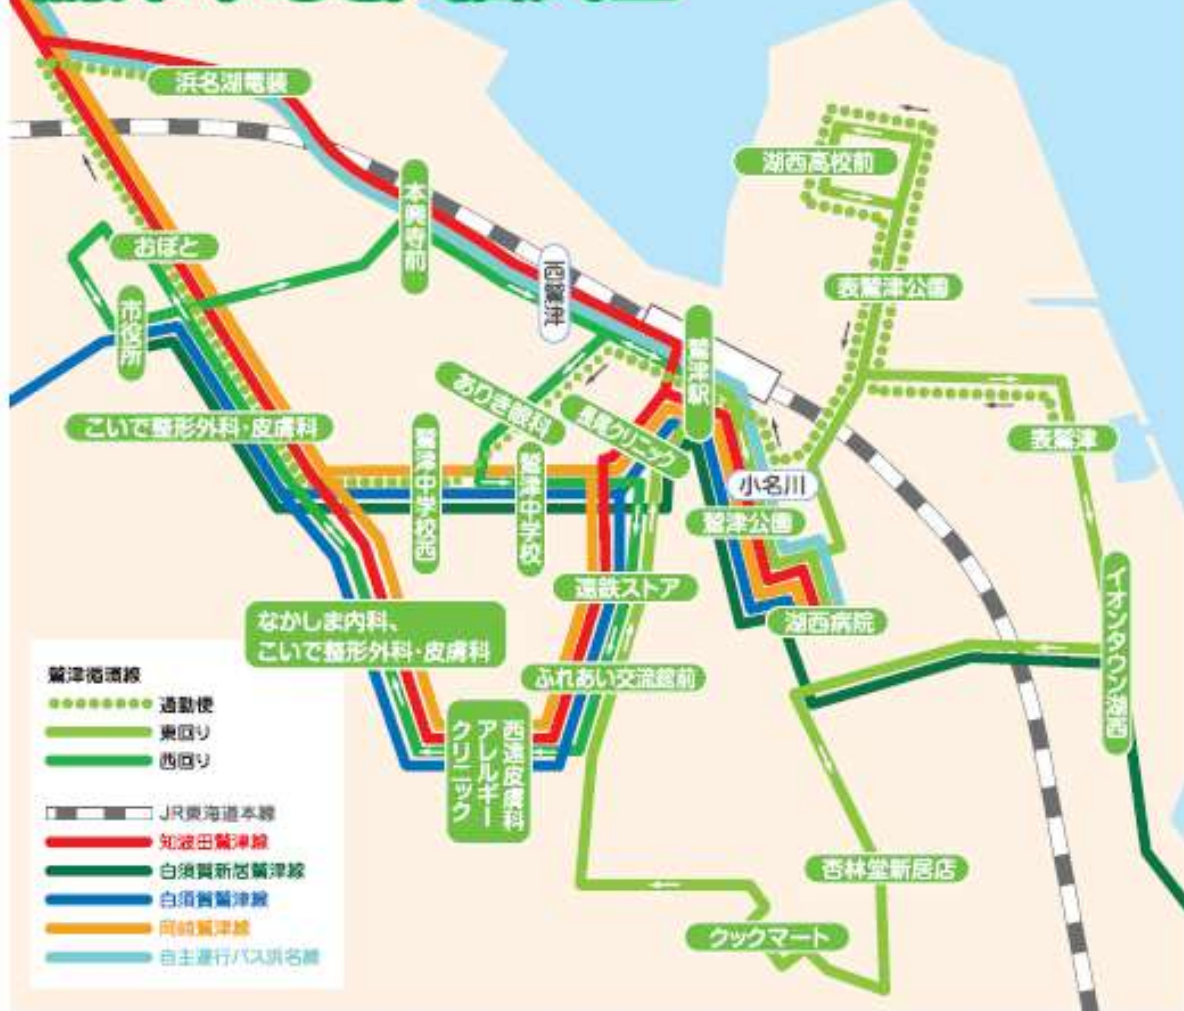 浜名湖電装
湖西高校前
本興寺前
おぼと
表鷲津公園
市役所
鷲津駅
ありき眼科
長尾クリニック
こいで整形外科・皮膚科
鷲津中学校西
鷲津中学校
表鷲津
小名川
鷲津公園
イオンタウン湖西
遠鉄ストア
湖西病院
なかしま内科、
こいで整形外科・皮膚科
ふれあい交流館前
西遠皮膚科
アレルギー
クリニック
杏林堂新居店
クックマート
鷲津循環線
通勤便
東回り
西回り
JR東海道本線
知波田鷲津線
白須賀新居鷲津線
白須賀鷲津線
岡崎鷲津線
自主運行バス浜名線